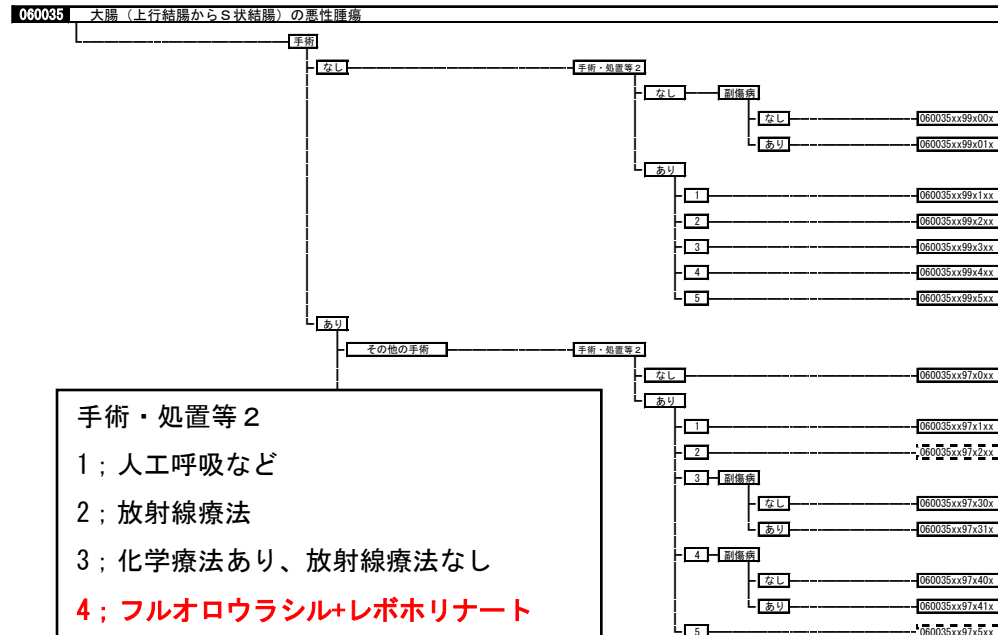 060035 大腸（上行結腸からＳ状結腸）の悪性腫瘍
手術
なし 手術・処置等２
なし 副傷病
なし 060035xx99x00x
あり 060035xx99x01x
あり
1 060035xx99x1xx
2 060035xx99x2xx
3 060035xx99x3xx
4 060035xx99x4xx
5 060035xx99x5xx
あり
その他の手術 手術・処置等２
なし 060035xx97x0xx
あり
1 060035xx97x1xx
2 060035xx97x2xx
3 副傷病
なし 060035xx97x30x
あり 060035xx97x31x
4 副傷病
なし 060035xx97x40x
あり 060035xx97x41x
5 060035xx97x5xx
手術・処置等２
1；人工呼吸など
2；放射線療法
3；化学療法あり、放射線療法なし
4；フルオロウラシル+レボホリナート